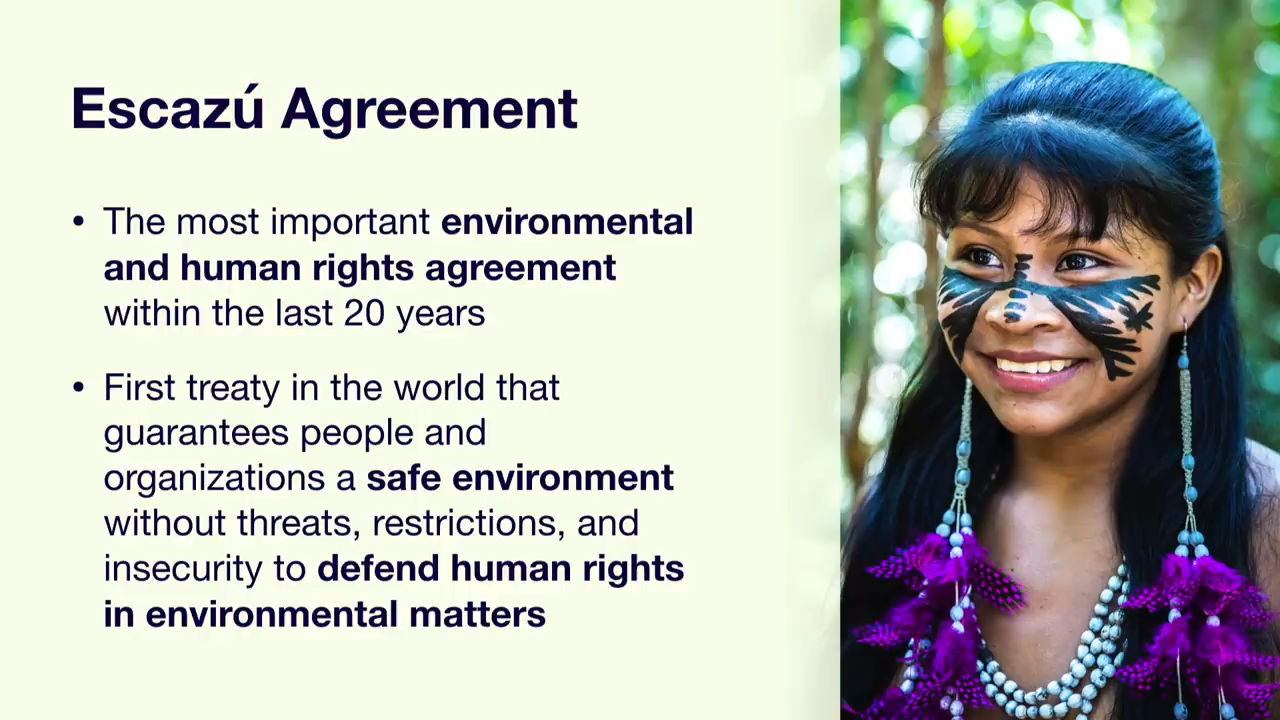 Escazú Agreement
• The most important environmental
and human rights agreement
within the last 20 years
• First treaty in the world that
guarantees people and
organizations a safe environment
without threats, restrictions, and
insecurity to defend human rights
in environmental matters